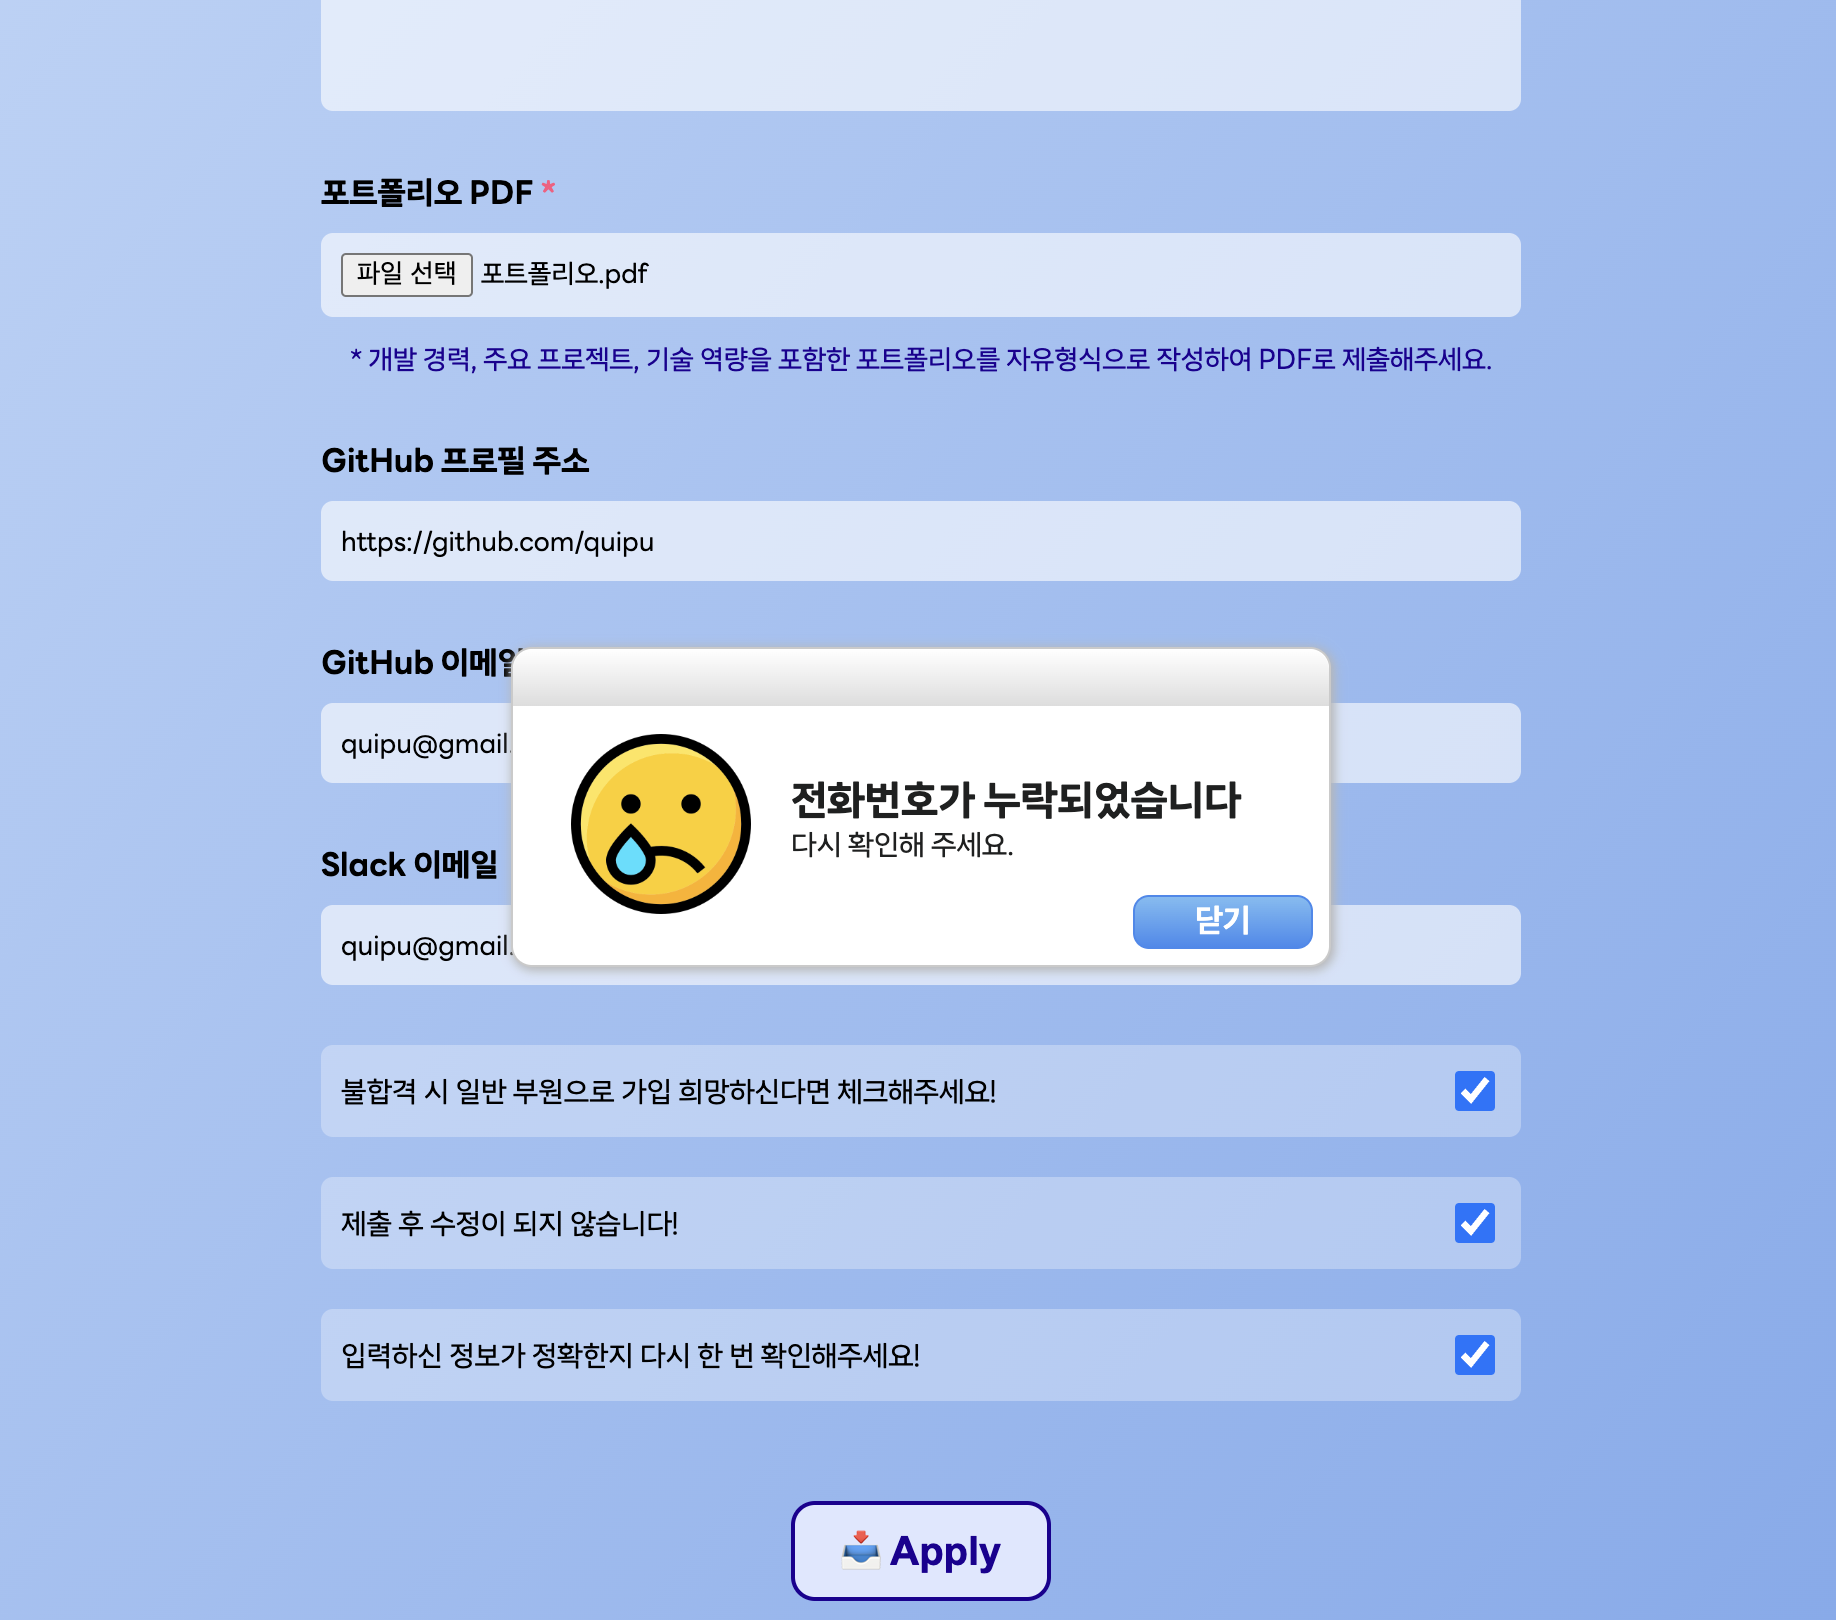 포트폴리오 PDF *
파일 선택 포트폴리오.pdf
* 개발 경력, 주요 프로젝트, 기술 역량을 포함한 포트폴리오를 자유형식으로 작성하여 PDF로 제출해주세요.
GitHub 프로필 주소
https://github.com/quipu
GitHub 이메일
quipu@gmail.
전화번호가 누락되었습니다
다시 확인해 주세요.
Slack 이메일
닫기
quipu@gmail.
불합격 시 일반 부원으로 가입 희망하신다면 체크해주세요!
제출 후 수정이 되지 않습니다!
입력하신 정보가 정확한지 다시 한 번 확인해주세요!
Apply